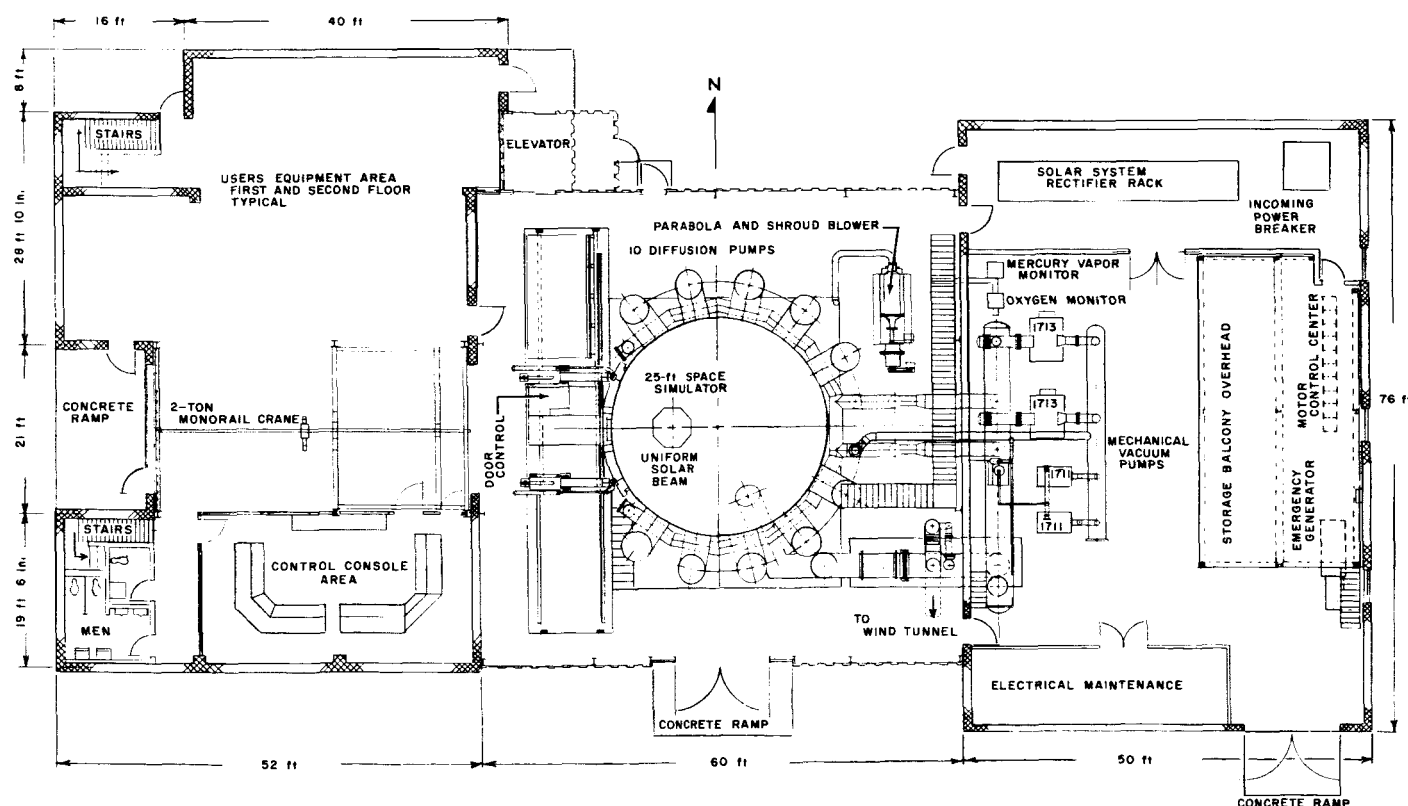 16 ft
40 ft
8 ft
N
STAIRS
ELEVATOR
USERS EQUIPMENT AREA
FIRST AND SECOND FLOOR
TYPICAL
28 ft 10 in.
SOLAR SYSTEM
RECTIFIER RACK
INCOMING
POWER
BREAKER
PARABOLA AND SHROUD BLOWER
10 DIFFUSION PUMPS
MERCURY VAPOR
MONITOR
OXYGEN MONITOR
1713
25-ft SPACE
SIMULATOR
UNIFORM
SOLAR
BEAM
CONCRETE
RAMP
2-TON
MONORAIL CRANE
21 ft
DOOR
CONTROL
1713
MECHANICAL
VACUUM
PUMPS
1711
1711
STORAGE BALCONY OVERHEAD
MOTOR
CONTROL CENTER
EMERGENCY
GENERATOR
76 ft
STAIRS
CONTROL CONSOLE
AREA
19 ft 6 in.
MEN
TO
WIND TUNNEL
ELECTRICAL MAINTENANCE
CONCRETE RAMP
52 ft
60 ft
50 ft
CONCRETE RAMP